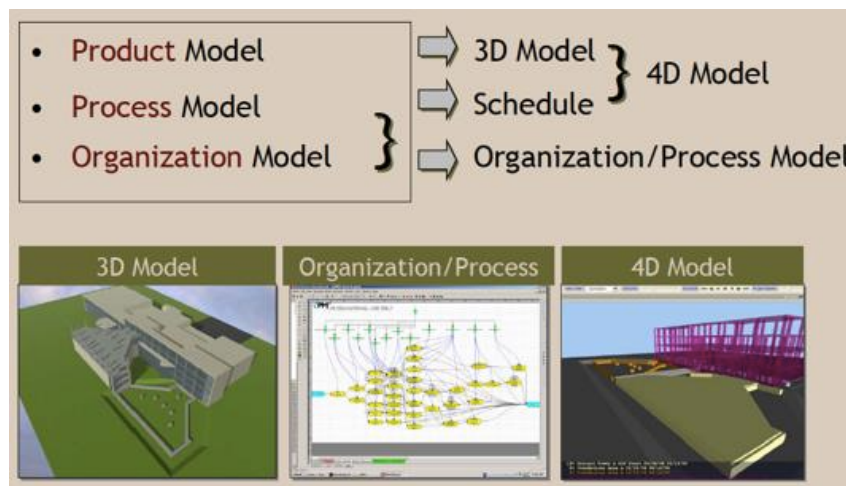 • Product Model
3D Model
4D Model
• Process Model
Schedule
• Organization Model
Organization/Process Model
3D Model
Organization/Process
4D Model